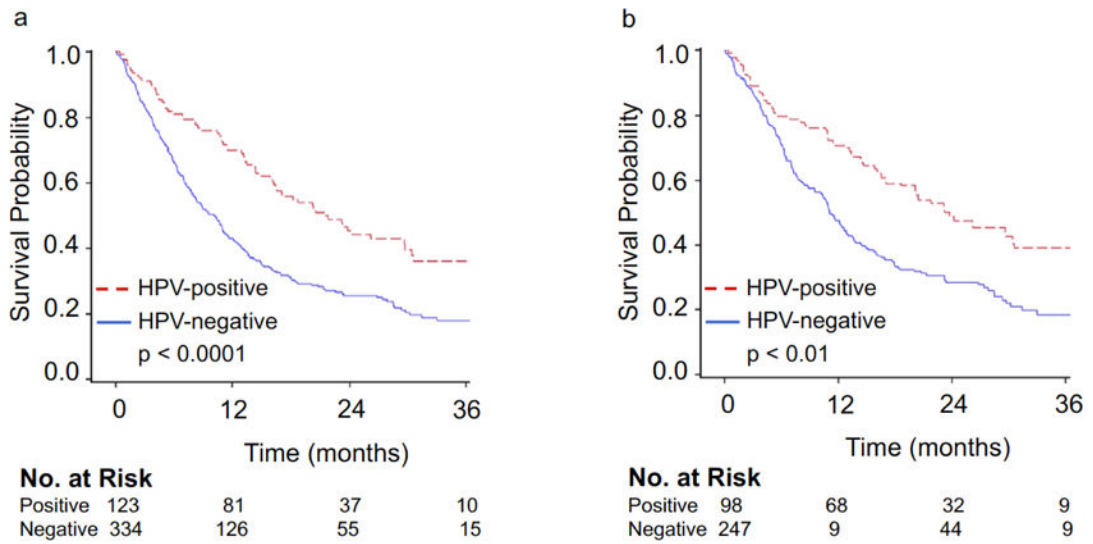 a
1.0
0.8
0.6
0.4
0.2
0.0
Survival Probability
HPV-positive
HPV-negative
p < 0.0001
0 12 24 36
Time (months)
No. at Risk
Positive 123 81 37 10
Negative 334 126 55 15
b
1.0
0.8
0.6
0.4
0.2
0.0
Survival Probability
HPV-positive
HPV-negative
p < 0.01
0 12 24 36
Time (months)
No. at Risk
Positive 98 68 32 9
Negative 247 9 44 9